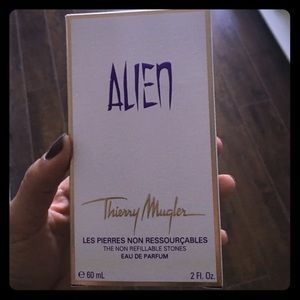 ALIEN
Thierry Mugler
LES PIERRES NON RESSOURÇABLES
THE NON REFILLABLE STONES
EAU DE PARFUM
℮ 60 mL 2 Fl. Oz.